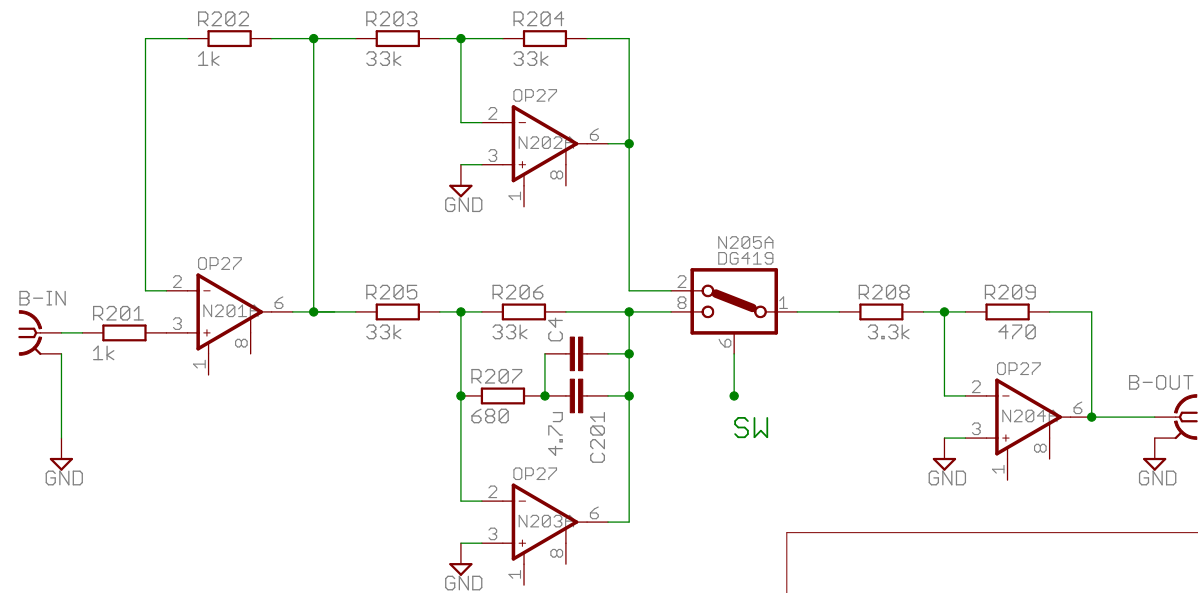 R202
1k
R203
33k
R204
33k
OP27
2
3
N202A
6
8
1
GND
B-IN
R201
1k
OP27
2
3
N201A
6
8
1
GND
R205
33k
R206
33k
C4
R207
680
4.7u
C201
OP27
2
3
N203A
6
8
1
GND
N205A
DG419
2
8
1
6
SW
R208
3.3k
R209
470
OP27
2
3
N204A
6
8
1
GND
B-OUT
GND